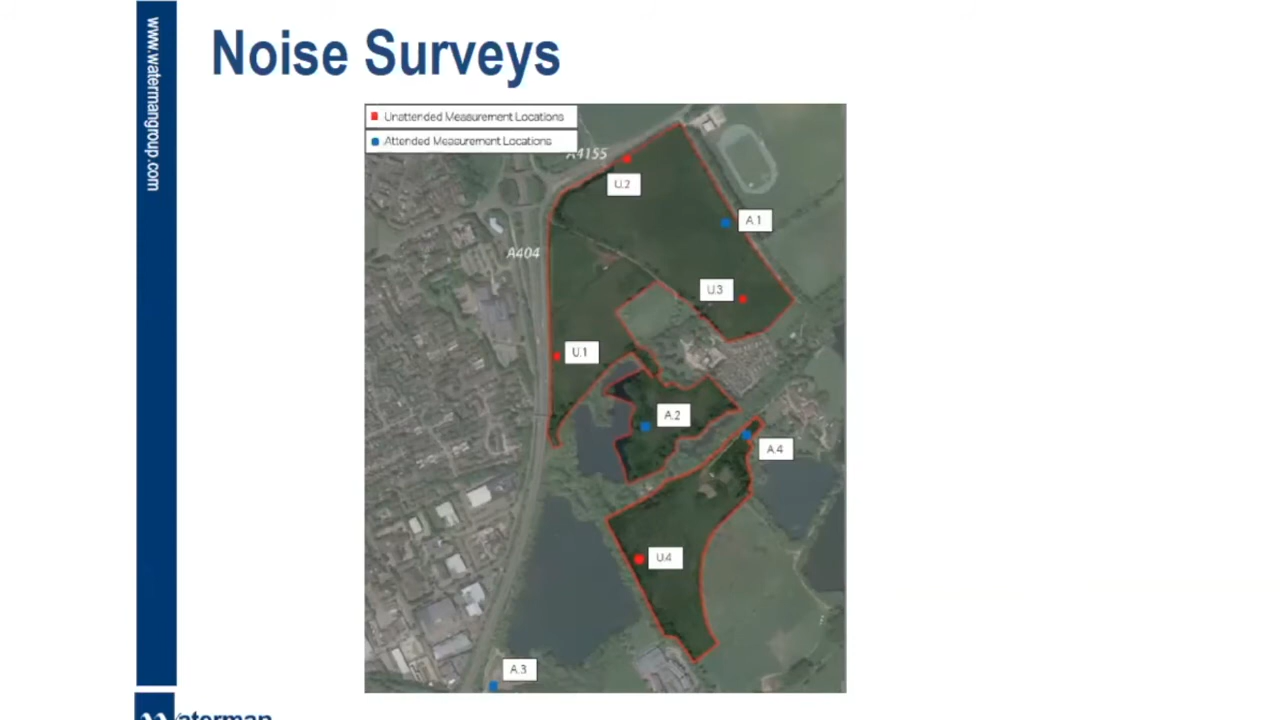 www.watermangroup.com
Noise Surveys
Unattended Measurement Locations
Attended Measurement Locations
A4155
U.2
A.1
A404
U.3
U.1
A.2
A.4
U.4
A.3
Waterman